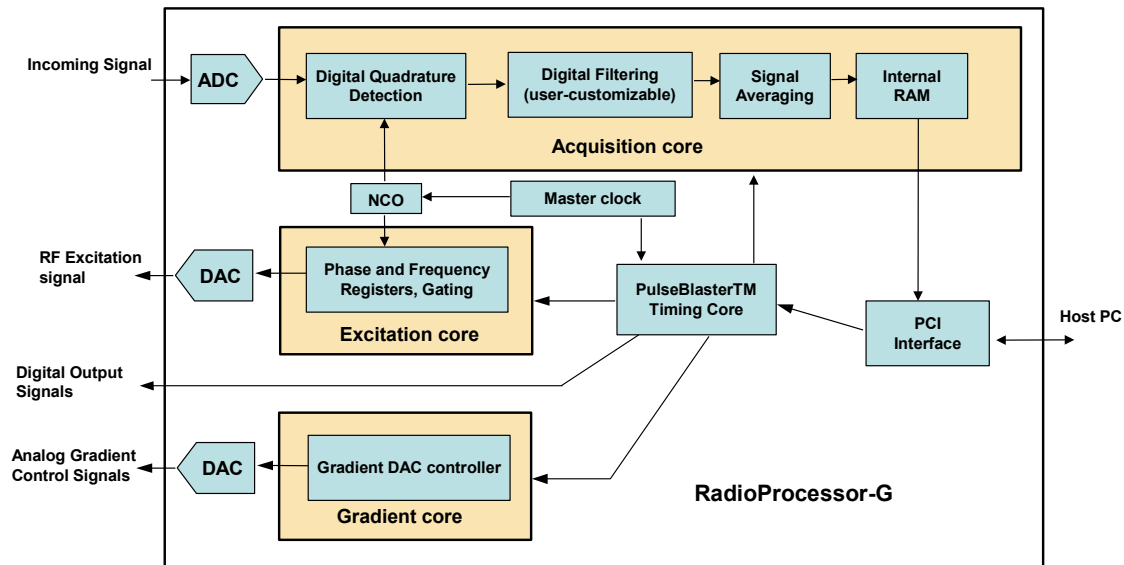 Incoming Signal
ADC
Digital Quadrature
Detection
Digital Filtering
(user-customizable)
Signal
Averaging
Internal
RAM
Acquisition core
NCO
Master clock
RF Excitation
signal
DAC
Phase and Frequency
Registers, Gating
Excitation core
PulseBlasterTM
Timing Core
PCI
Interface
Host PC
Digital Output
Signals
Analog Gradient
Control Signals
DAC
Gradient DAC controller
Gradient core
RadioProcessor-G